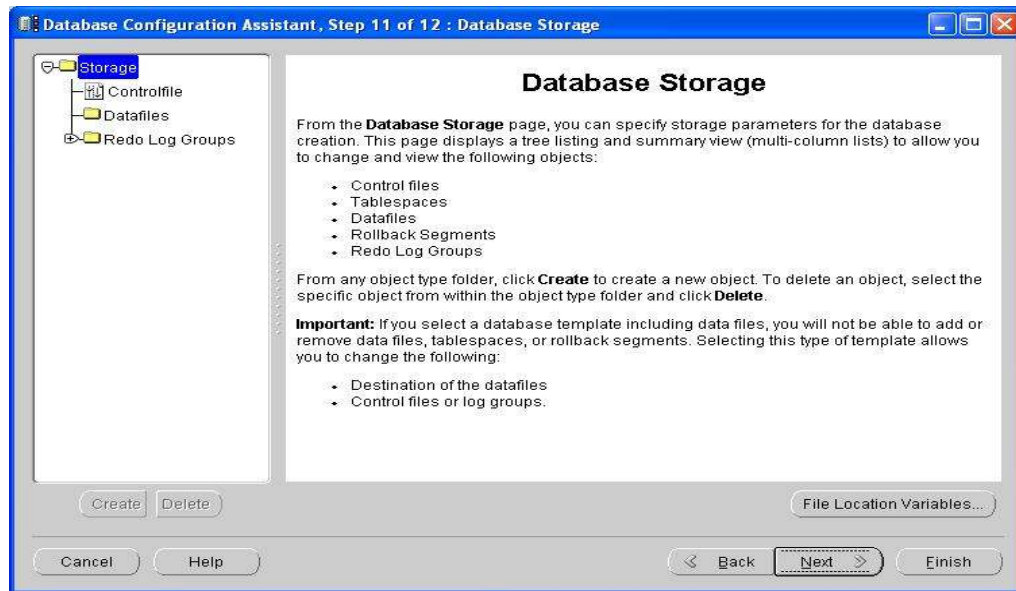 Database Configuration Assistant, Step 11 of 12 : Database Storage
Storage
Controlfile
Datafiles
Redo Log Groups
Database Storage
From the Database Storage page, you can specify storage parameters for the database
creation. This page displays a tree listing and summary view (multi-column lists) to allow you
to change and view the following objects:
• Control files
• Tablespaces
• Datafiles
• Rollback Segments
• Redo Log Groups
From any object type folder, click Create to create a new object. To delete an object, select the
specific object from within the object type folder and click Delete.
Important: If you select a database template including data files, you will not be able to add or
remove data files, tablespaces, or rollback segments. Selecting this type of template allows
you to change the following:
• Destination of the datafiles
• Control files or log groups.
Create Delete
File Location Variables...
Cancel Help Back Next Finish